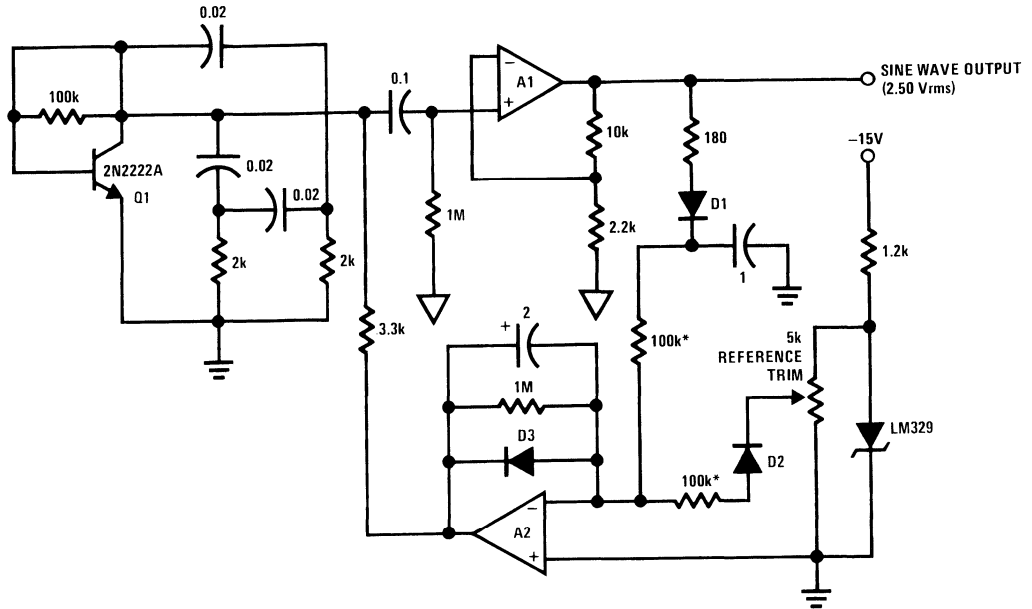 0.02
SINE WAVE OUTPUT
(2.50 Vrms)
A1
–
+
0.1
100k
10k
180
–15V
2N2222A
Q1
0.02
0.02
D1
1M
2.2k
2k
2k
1.2k
1
3.3k
+ 2
100k*
5k
REFERENCE
TRIM
1M
LM329
D3
D2
100k*
–
A2
+